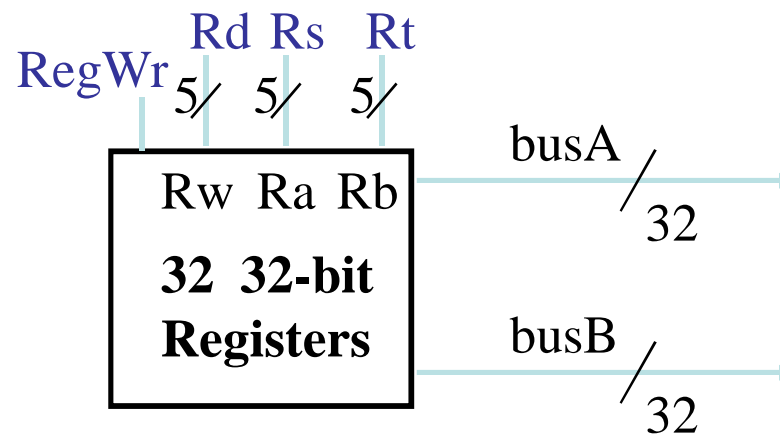 Rd Rs Rt
RegWr
5 5 5
busA
Rw Ra Rb
32
32 32-bit
Registers
busB
32